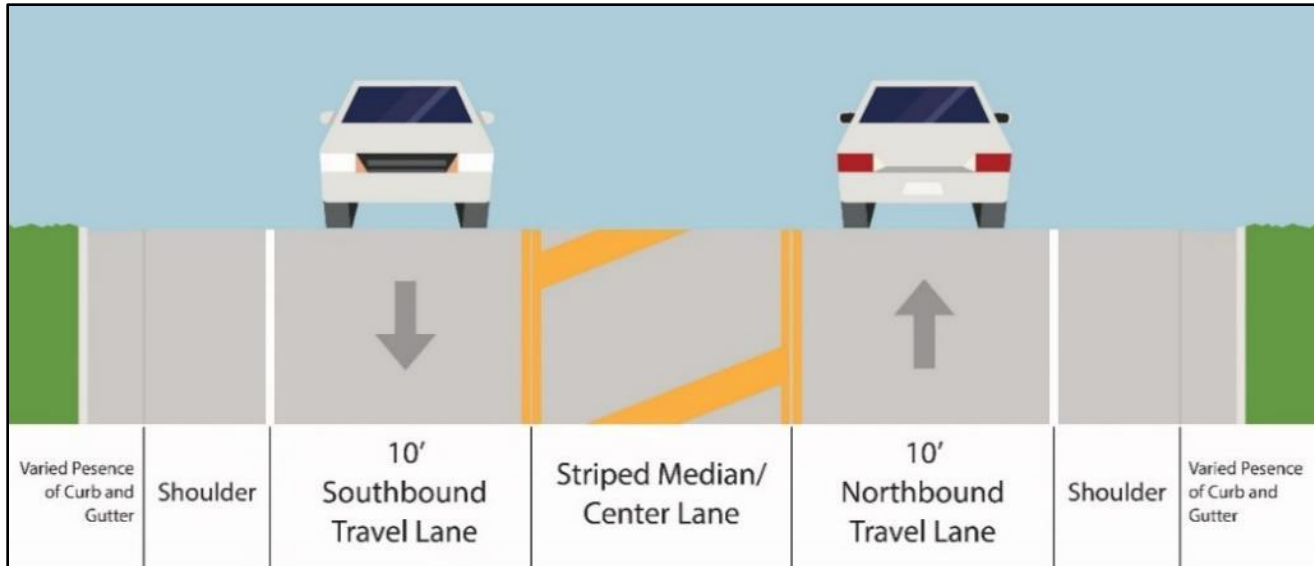 Varied Pesence
of Curb and
Gutter
Shoulder
10'
Southbound
Travel Lane
Striped Median/
Center Lane
10'
Northbound
Travel Lane
Shoulder
Varied Pesence
of Curb and
Gutter